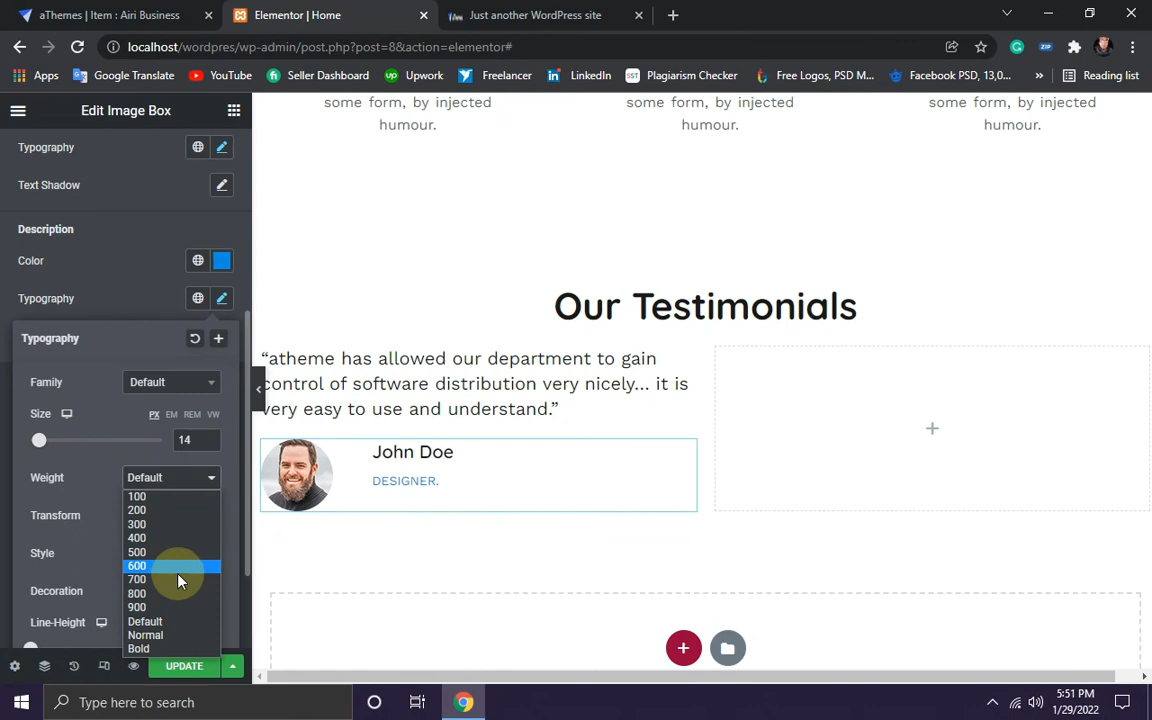 aThemes | Item : Airi Business
Elementor | Home
Just another WordPress site
localhost/wordpres/wp-admin/post.php?post=8&action=elementor#
ZIP
Apps
Google Translate
YouTube
Seller Dashboard
Upwork
Freelancer
LinkedIn
SST
Plagiarism Checker
Free Logos, PSD M...
Facebook PSD, 13,0...
»
Reading list
Edit Image Box
some form, by injected
humour.
some form, by injected
humour.
some form, by injected
humour.
Typography
Text Shadow
Description
Color
Typography
Typography
Family
Default
Size
PX EM REM VW
14
Weight
Default
100
200
300
400
500
600
700
800
900
Default
Normal
Bold
Transform
Style
Decoration
Line-Height
UPDATE
Our Testimonials
“atheme has allowed our department to gain
control of software distribution very nicely... it is
very easy to use and understand.”
John Doe
DESIGNER.
Type here to search
5:51 PM
1/29/2022